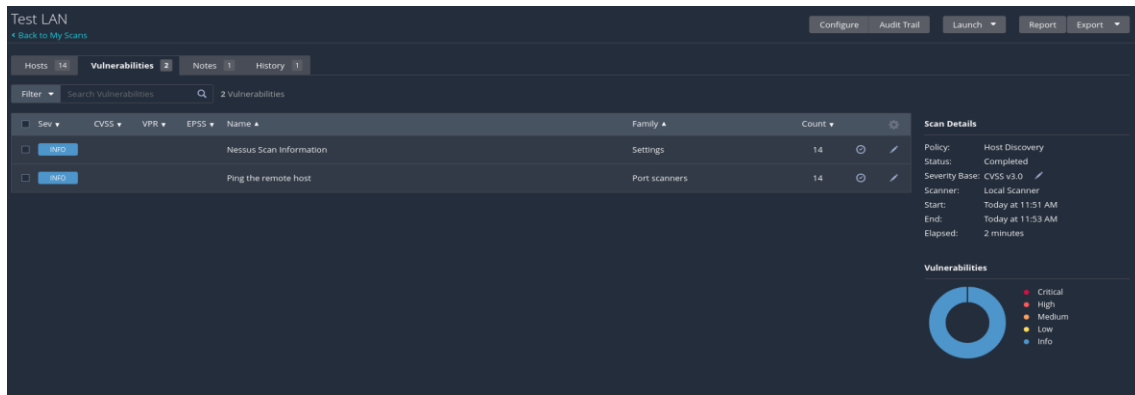 Test LAN
Back to My Scans
Configure Audit Trail Launch Report Export
Hosts 14 Vulnerabilities 2 Notes 1 History 1
Filter Search Vulnerabilities 2 Vulnerabilities
Sev CVSS VPR EPSS Name Family Count
INFO Nessus Scan Information Settings 14
INFO Ping the remote host Port scanners 14
Scan Details
Policy: Host Discovery
Status: Completed
Severity Base: CVSS v3.0
Scanner: Local Scanner
Start: Today at 11:51 AM
End: Today at 11:53 AM
Elapsed: 2 minutes
Vulnerabilities
Critical
High
Medium
Low
Info